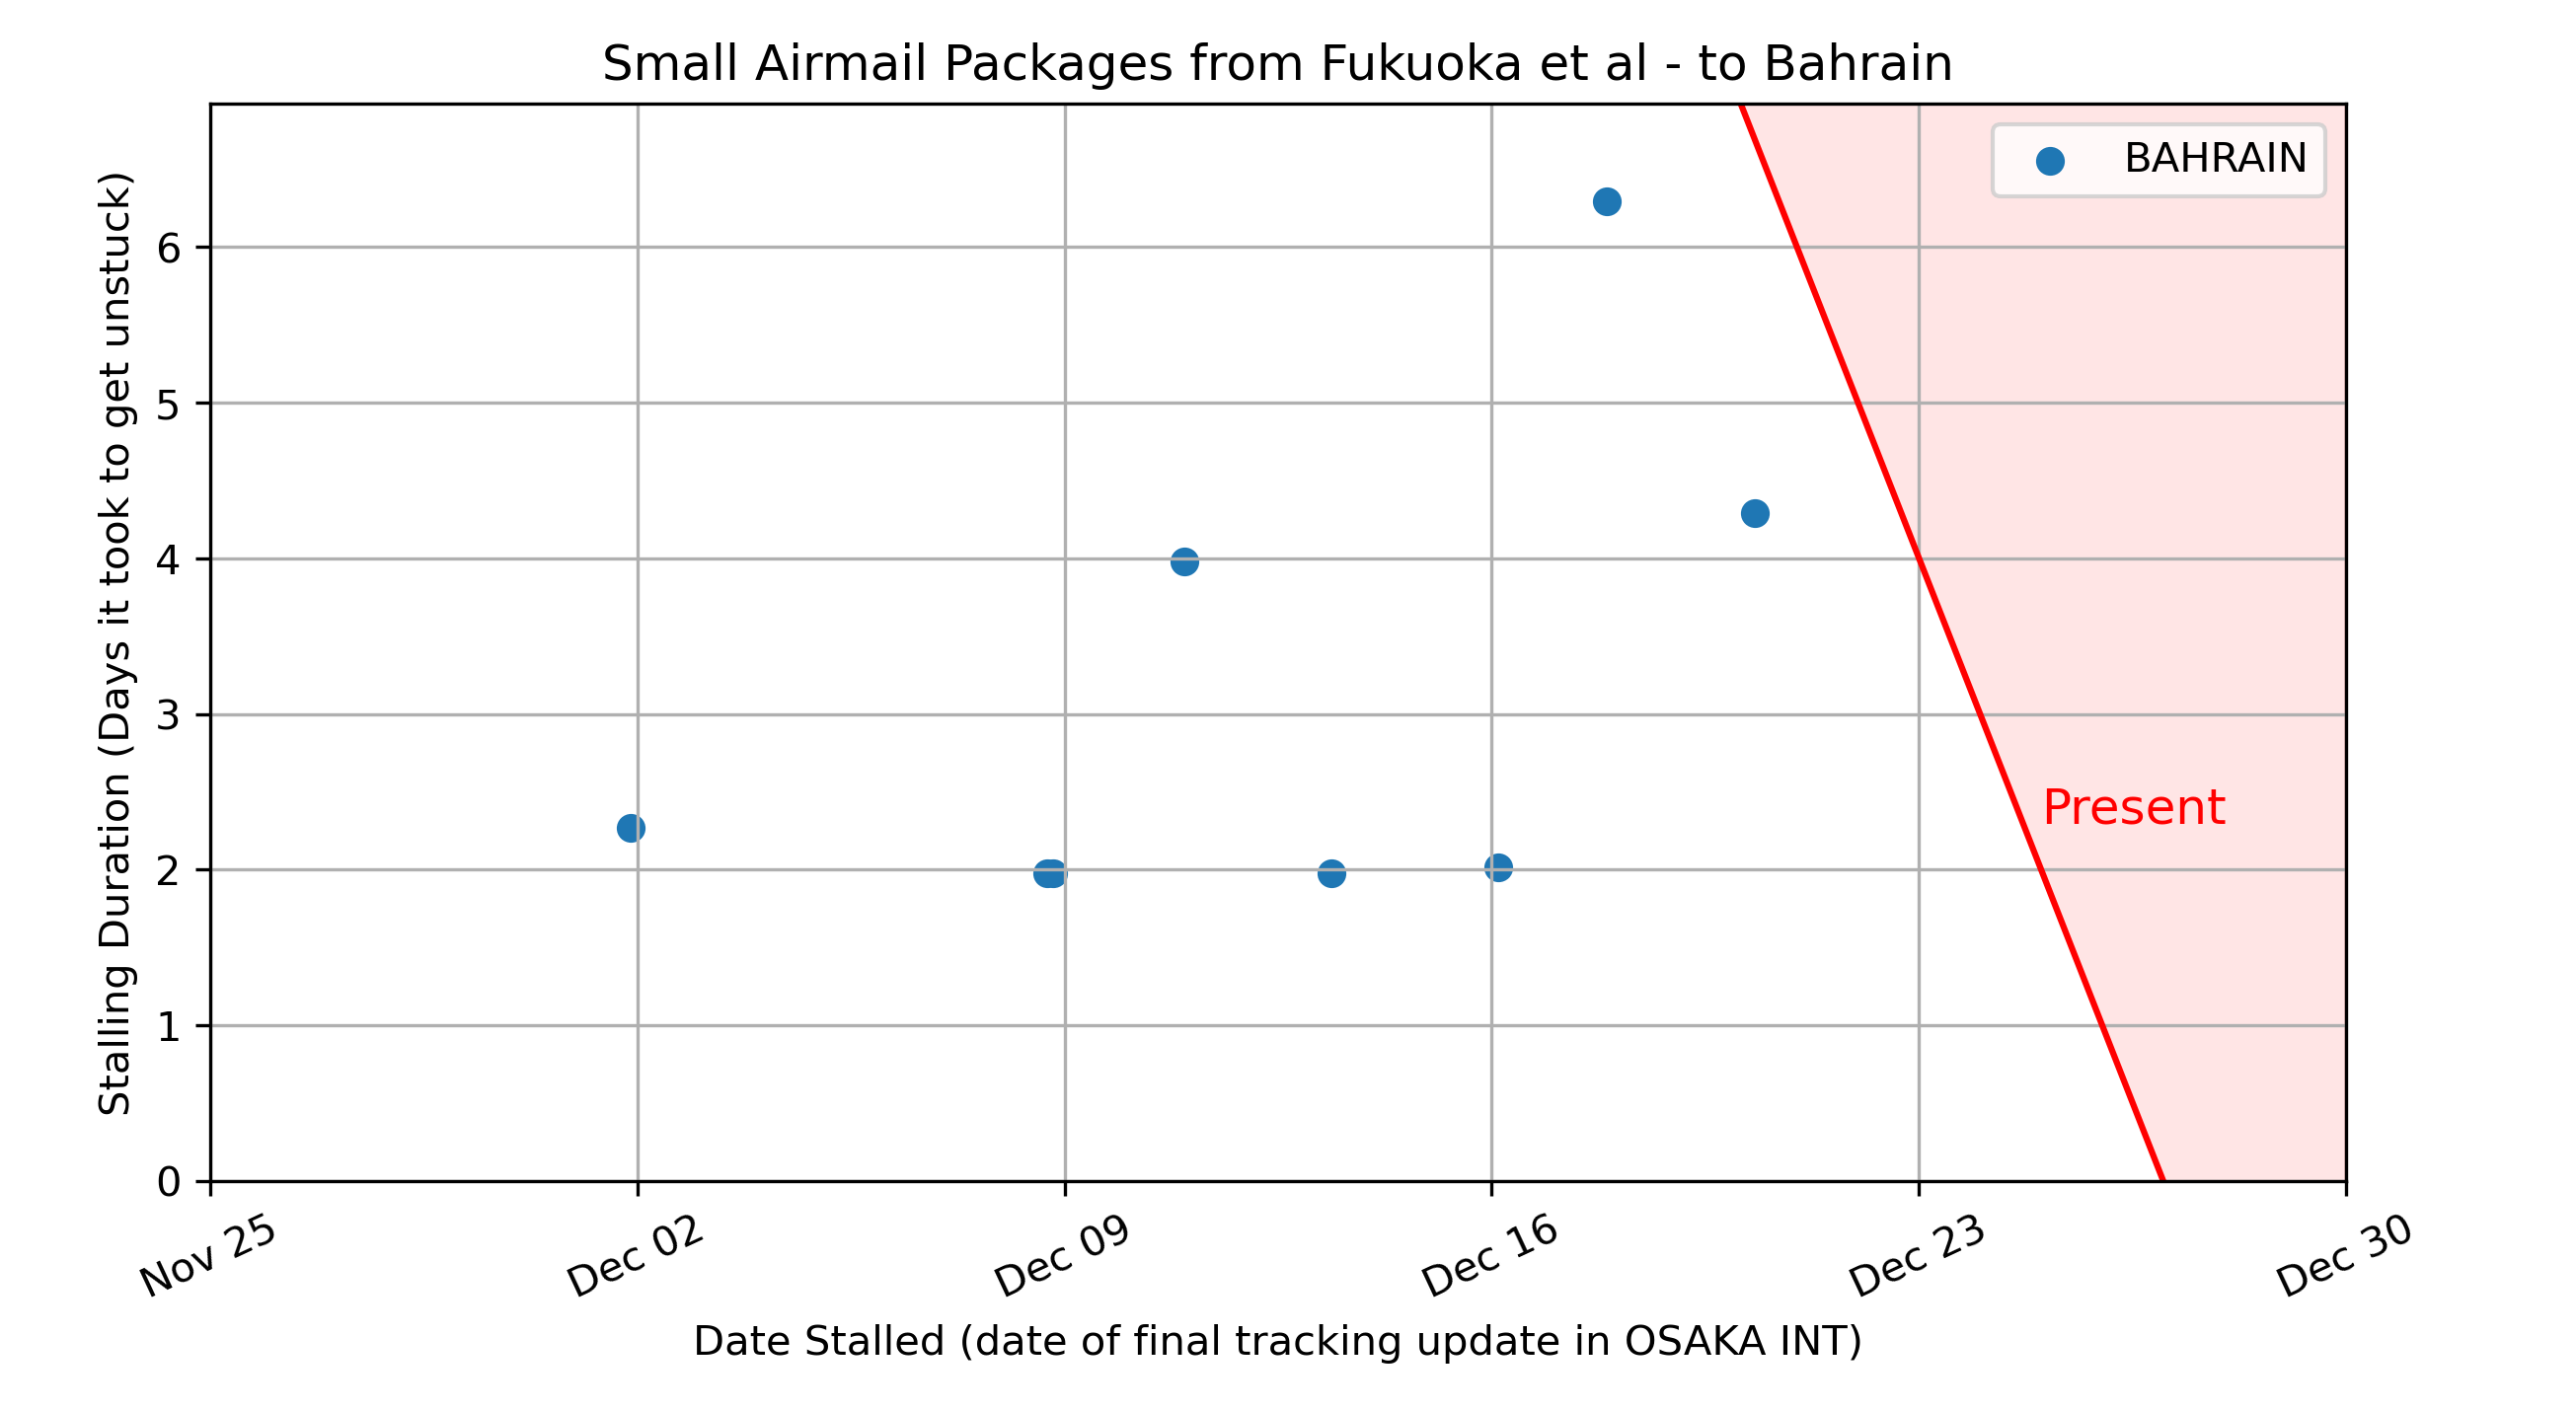 Small Airmail Packages from Fukuoka et al - to Bahrain
BAHRAIN
Stalling Duration (Days it took to get unstuck)
6
5
4
3
2
1
0
Present
Nov 25
Dec 02
Dec 09
Dec 16
Dec 23
Dec 30
Date Stalled (date of final tracking update in OSAKA INT)